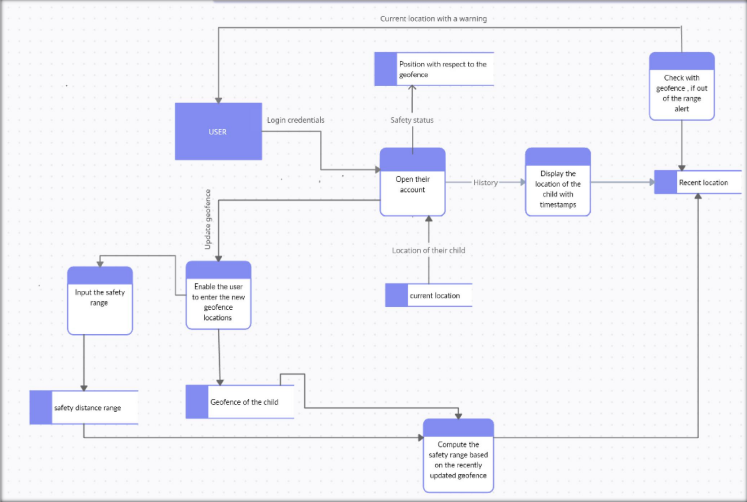 Current location with a warning
Position with respect to the
geofence
Check with
geofence , if out
of the range
alert
USER
Login credentials
Safety status
Open their
account
History
Display the
location of the
child with
timestamps
Recent location
Update geofence
Location of their child
Input the safety
range
Enable the user
to enter the new
geofence
locations
current location
safety distance range
Geofence of the child
Compute the
safety range based
on the recently
updated geofence